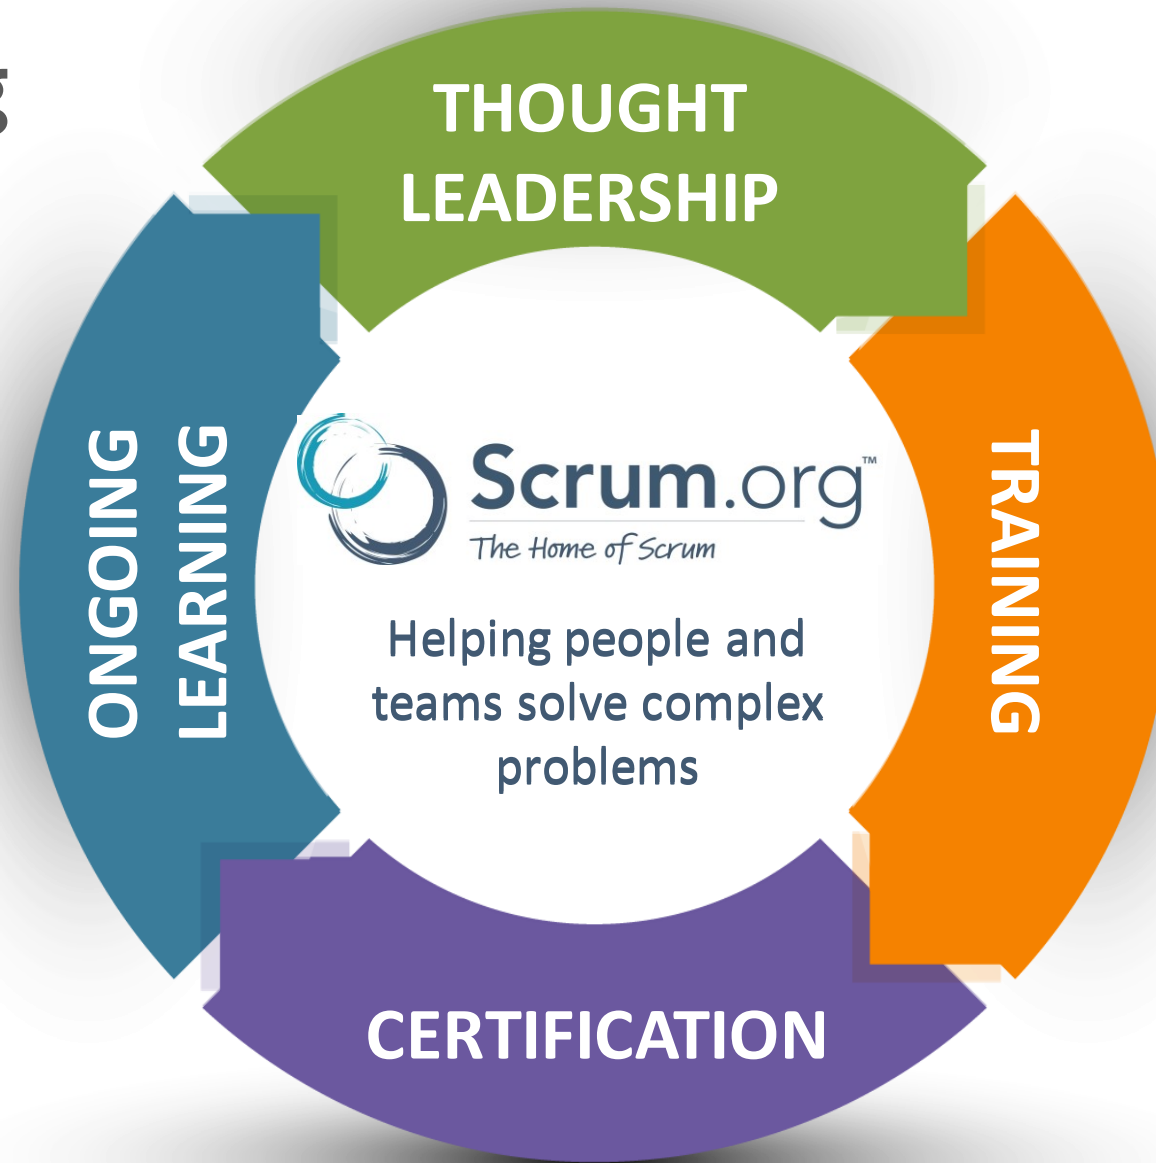 g
THOUGHT
LEADERSHIP
ONGOING
LEARNING
TRAINING
Scrum.org™
The Home of Scrum
Helping people and
teams solve complex
problems
CERTIFICATION